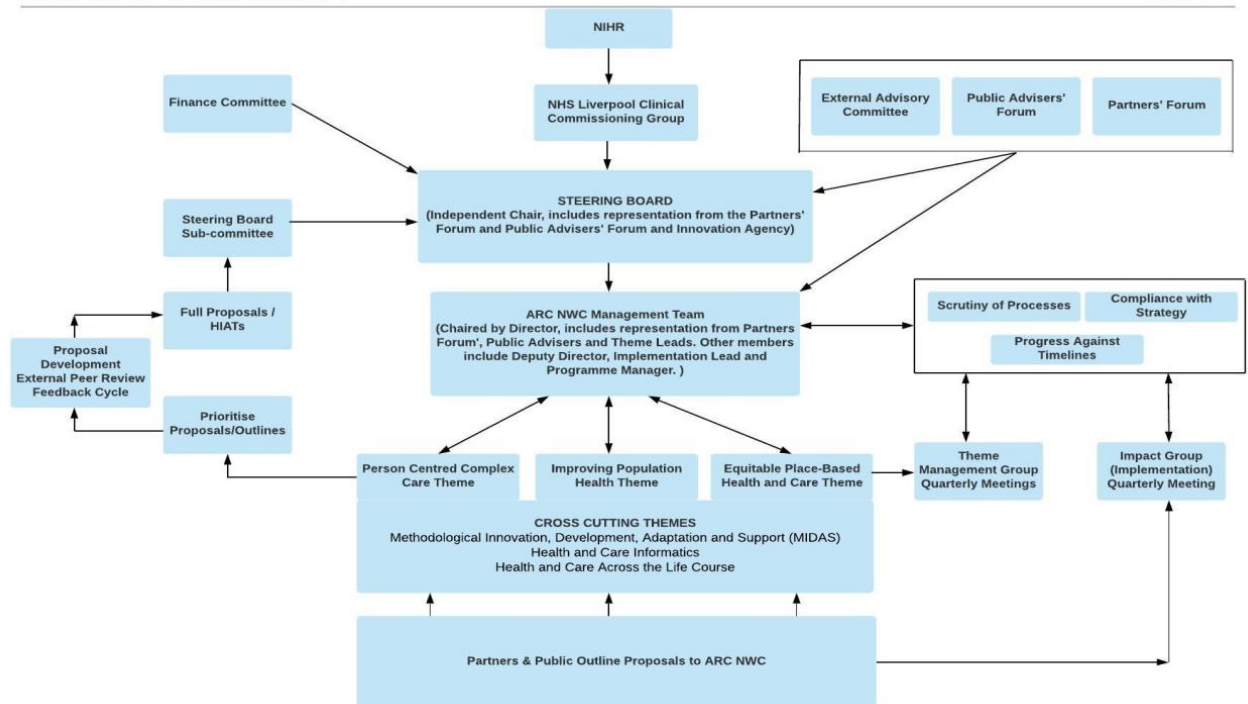 NIHR
Finance Committee
NHS Liverpool Clinical
Commissioning Group
External Advisory
Committee
Public Advisers'
Forum
Partners' Forum
STEERING BOARD
(Independent Chair, includes representation from the Partners'
Forum and Public Advisers' Forum and Innovation Agency)
Steering Board
Sub-committee
ARC NWC Management Team
(Chaired by Director, includes representation from Partners
Forum', Public Advisers and Theme Leads. Other members
include Deputy Director, Implementation Lead and
Programme Manager. )
Scrutiny of Processes
Compliance with
Strategy
Progress Against
Timelines
Full Proposals /
HIATs
Proposal
Development
External Peer Review
Feedback Cycle
Prioritise
Proposals/Outlines
Person Centred Complex
Care Theme
Improving Population
Health Theme
Equitable Place-Based
Health and Care Theme
Theme
Management Group
Quarterly Meetings
Impact Group
(Implementation)
Quarterly Meeting
CROSS CUTTING THEMES
Methodological Innovation, Development, Adaptation and Support (MIDAS)
Health and Care Informatics
Health and Care Across the Life Course
Partners & Public Outline Proposals to ARC NWC